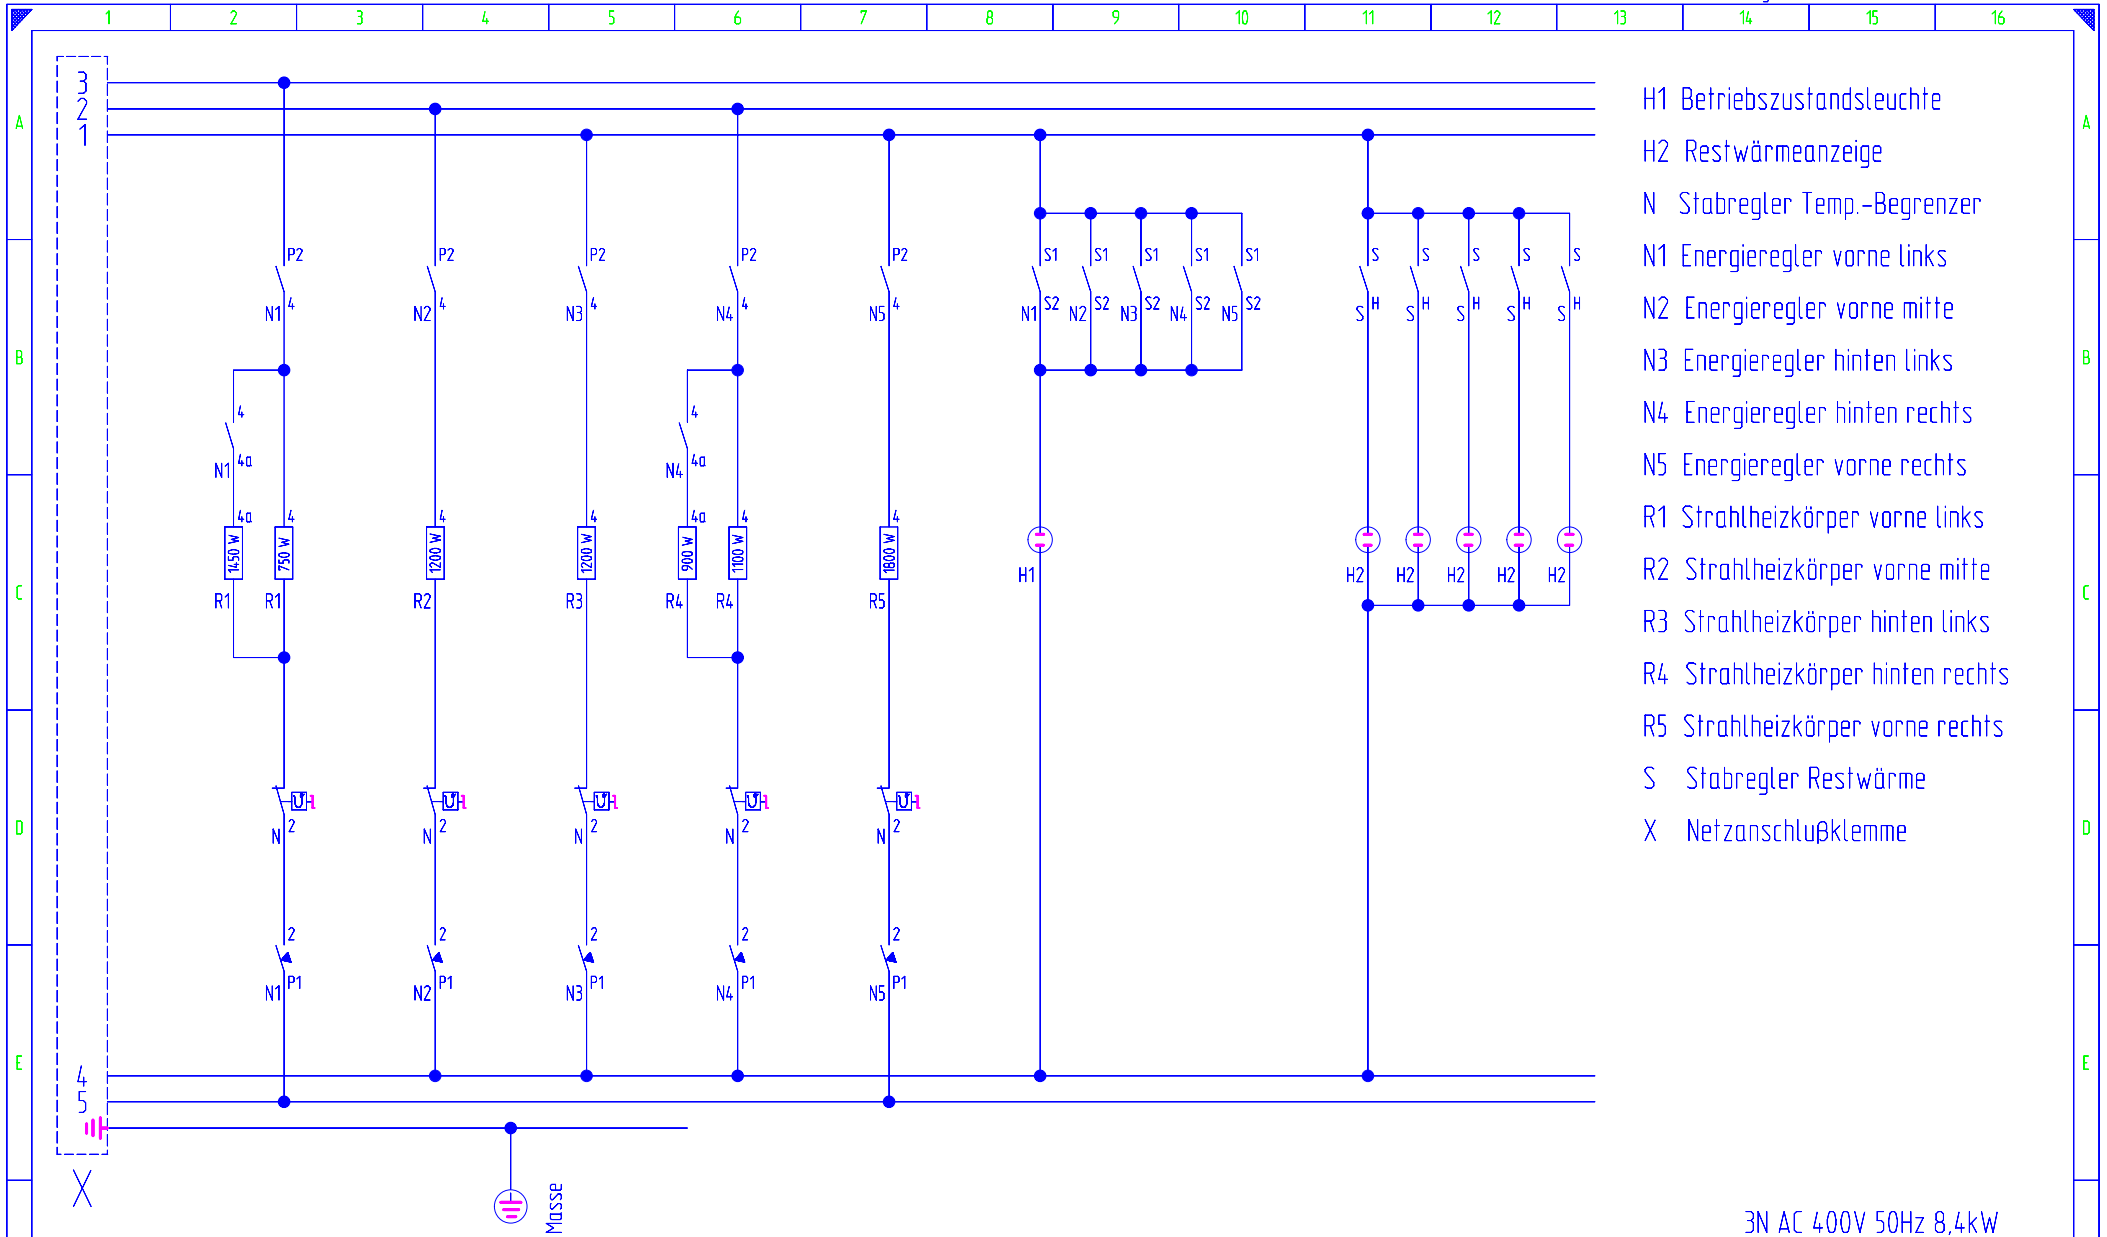 1 2 3 4 5 6 7 8 9 10 11 12 13 14 15 16
3
2
1
A A
H1 Betriebszustandsleuchte
H2 Restwärmeanzeige
N Stabregler Temp.-Begrenzer
N1 Energieregler vorne links
N2 Energieregler vorne mitte
N3 Energieregler hinten links
N4 Energieregler hinten rechts
N5 Energieregler vorne rechts
R1 Strahlheizkörper vorne links
R2 Strahlheizkörper vorne mitte
R3 Strahlheizkörper hinten links
R4 Strahlheizkörper hinten rechts
R5 Strahlheizkörper vorne rechts
S Stabregler Restwärme
X Netzanschlußklemme
P2 P2 P2 P2 P2 S1 S1 S1 S1 S1 S S S S S
4 4 4 4 4 S2 S2 S2 S2 S2 H H H H H
N1 N2 N3 N4 N5 N1 N2 N3 N4 N5 S S S S S
B B
4 4
4a 4a
N1 N4
4a 4 4 4 4a 4 4
1450 W 750 W 1200 W 1200 W 900 W 1100 W 1800 W
H1 H2 H2 H2 H2 H2
C C
R1 R1 R2 R3 R4 R4 R5
D D
2 2 2 2 2
N N N N N
2 2 2 2 2
P1 P1 P1 P1 P1
N1 N2 N3 N4 N5
E E
4
5
X
Masse
3N AC 400V 50Hz 8,4kW